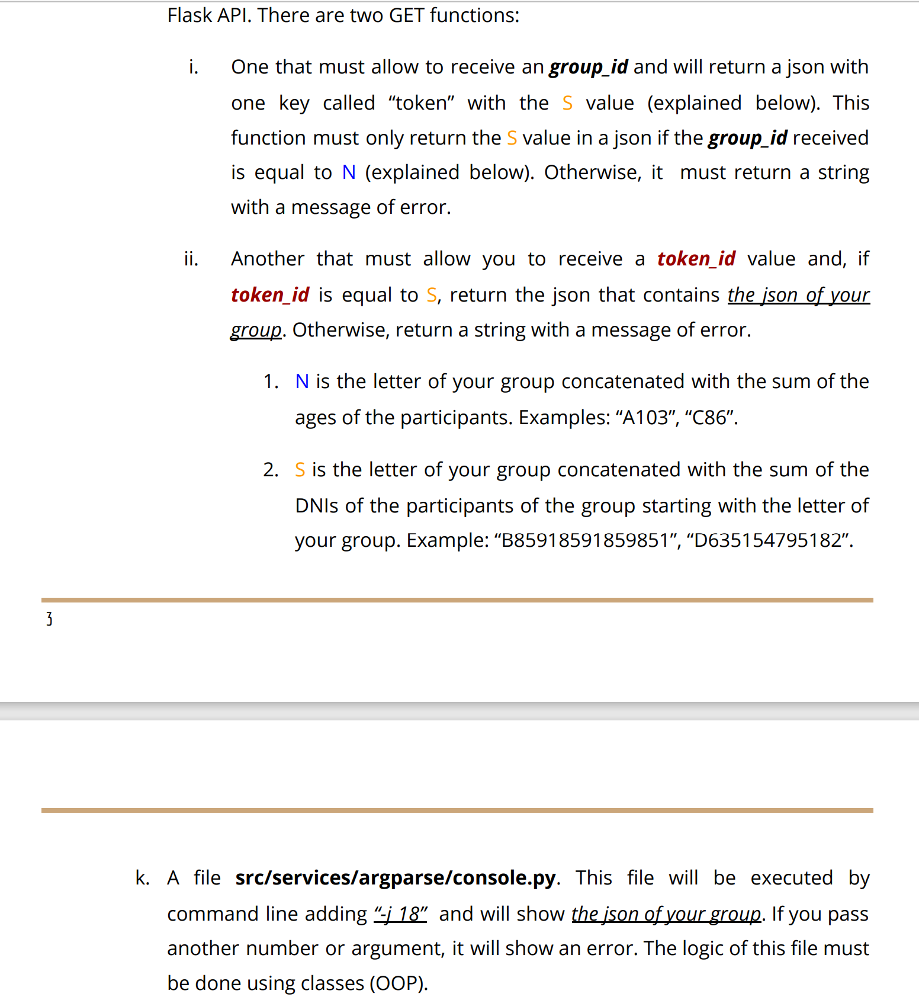 Flask API. There are two GET functions:
i. One that must allow to receive an group_id and will return a json with
one key called “token” with the S value (explained below). This
function must only return the S value in a json if the group_id received
is equal to N (explained below). Otherwise, it must return a string
with a message of error.
ii. Another that must allow you to receive a token_id value and, if
token_id is equal to S, return the json that contains the json of your
group. Otherwise, return a string with a message of error.
1. N is the letter of your group concatenated with the sum of the
ages of the participants. Examples: “A103”, “C86”.
2. S is the letter of your group concatenated with the sum of the
DNIs of the participants of the group starting with the letter of
your group. Example: “B85918591859851”, “D635154795182”.
3
k. A file src/services/argparse/console.py. This file will be executed by
command line adding “-j 18” and will show the json of your group. If you pass
another number or argument, it will show an error. The logic of this file must
be done using classes (OOP).